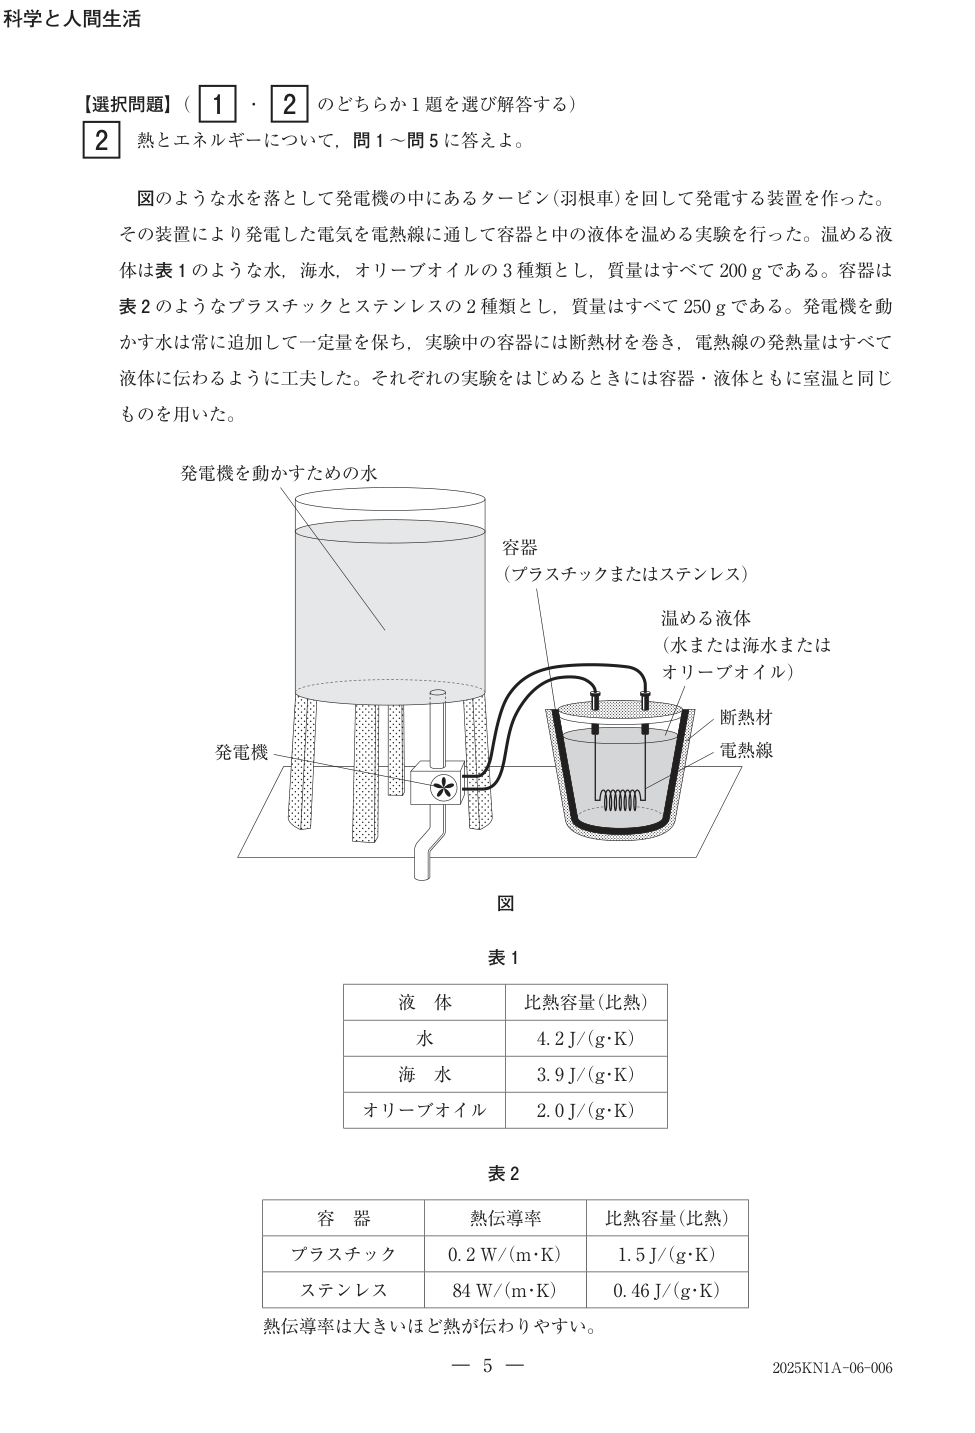 科学と人間生活
【選択問題】（ 1 ・ 2 のどちらか1題を選び解答する）
2 熱とエネルギーについて，問1～問5に答えよ。
図のような水を落として発電機の中にあるタービン（羽根車）を回して発電する装置を作った。
その装置により発電した電気を電熱線に通して容器と中の液体を温める実験を行った。温める液
体は表1のような水，海水，オリーブオイルの3種類とし，質量はすべて200gである。容器は
表2のようなプラスチックとステンレスの2種類とし，質量はすべて250gである。発電機を動
かす水は常に追加して一定量を保ち，実験中の容器には断熱材を巻き，電熱線の発熱量はすべて
液体に伝わるように工夫した。それぞれの実験をはじめるときには容器・液体ともに室温と同じ
ものを用いた。
発電機を動かすための水
容器
（プラスチックまたはステンレス）
温める液体
（水または海水または
オリーブオイル）
断熱材
電熱線
発電機
図
表1
液　体　比熱容量（比熱）
水　4.2 J/(g･K)
海　水　3.9 J/(g･K)
オリーブオイル　2.0 J/(g･K)
表2
容　器　熱伝導率　比熱容量（比熱）
プラスチック　0.2 W/(m･K)　1.5 J/(g･K)
ステンレス　84 W/(m･K)　0.46 J/(g･K)
熱伝導率は大きいほど熱が伝わりやすい。
— 5 —
2025KN1A-06-006